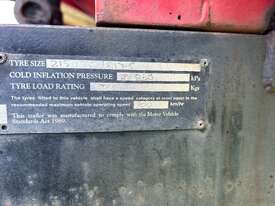 TYRE SIZE
COLD INFLATION PRESSURE kPa
TYRE LOAD RATING Kgs
The tyres fitted to this vehicle shall have a speed category at least equal to the
recommended maximum vehicle operating speed km/hr
This trailer was manufactured to comply with the Motor Vehicle
Standards Act 1989.